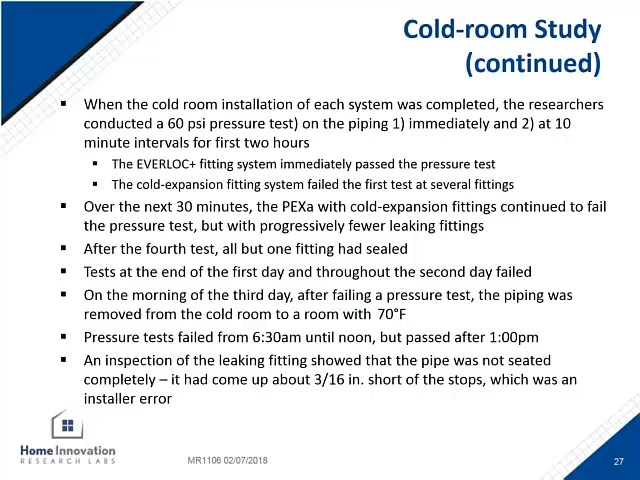 Cold-room Study
(continued)
▪ When the cold room installation of each system was completed, the researchers
conducted a 60 psi pressure test) on the piping 1) immediately and 2) at 10
minute intervals for first two hours
▪ The EVERLOC+ fitting system immediately passed the pressure test
▪ The cold-expansion fitting system failed the first test at several fittings
▪ Over the next 30 minutes, the PEXa with cold-expansion fittings continued to fail
the pressure test, but with progressively fewer leaking fittings
▪ After the fourth test, all but one fitting had sealed
▪ Tests at the end of the first day and throughout the second day failed
▪ On the morning of the third day, after failing a pressure test, the piping was
removed from the cold room to a room with 70°F
▪ Pressure tests failed from 6:30am until noon, but passed after 1:00pm
▪ An inspection of the leaking fitting showed that the pipe was not seated
completely – it had come up about 3/16 in. short of the stops, which was an
installer error
Home Innovation
RESEARCH LABS
MR1106 02/07/2018
27